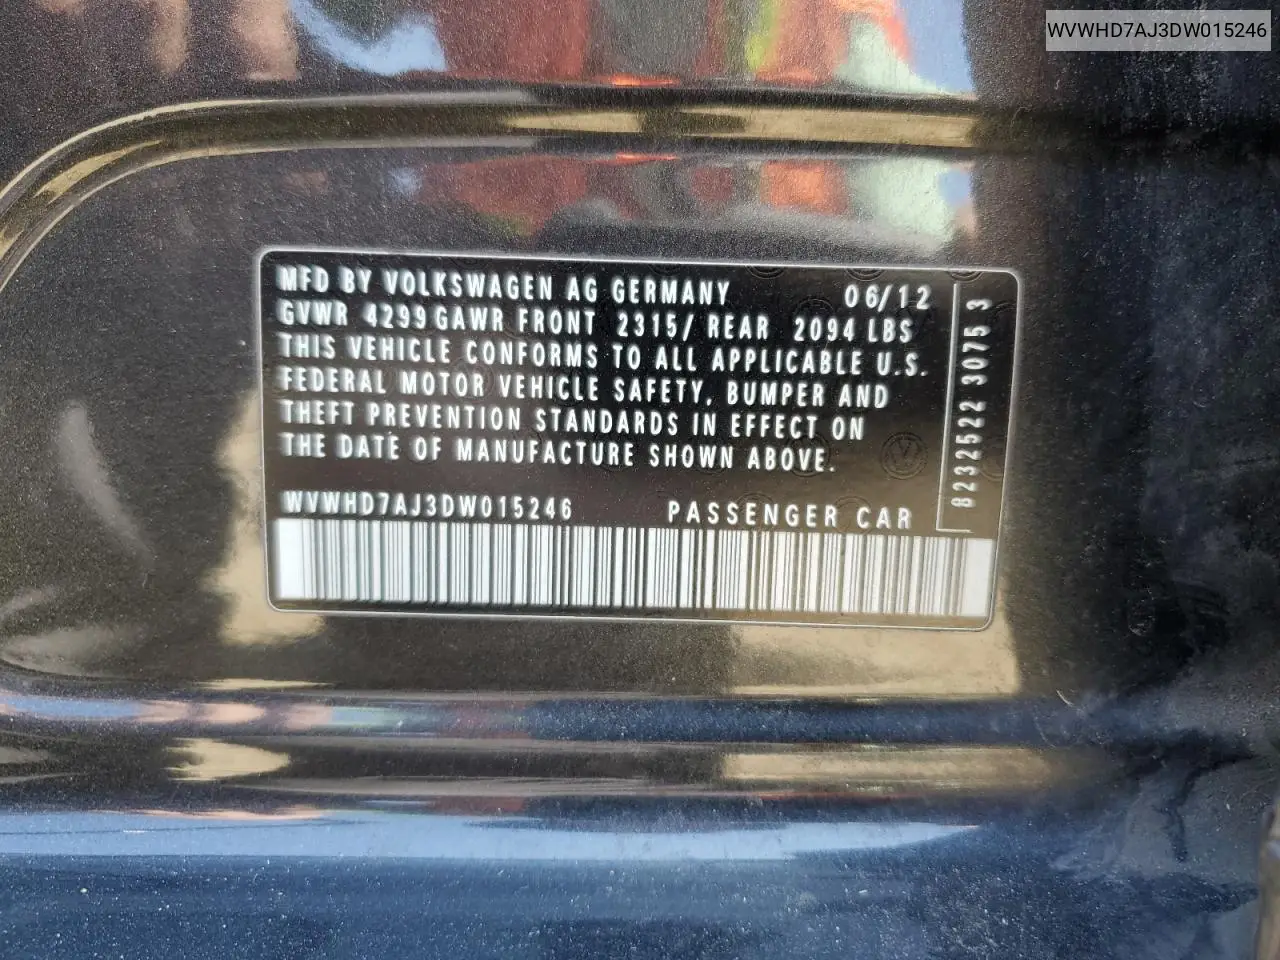 WVWHD7AJ3DW015246
MFD BY VOLKSWAGEN AG GERMANY 06/12
GVWR 4299 GAWR FRONT 2315/ REAR 2094 LBS
THIS VEHICLE CONFORMS TO ALL APPLICABLE U.S.
FEDERAL MOTOR VEHICLE SAFETY, BUMPER AND
THEFT PREVENTION STANDARDS IN EFFECT ON
THE DATE OF MANUFACTURE SHOWN ABOVE.
WVWHD7AJ3DW015246 PASSENGER CAR
8232522 3075 3